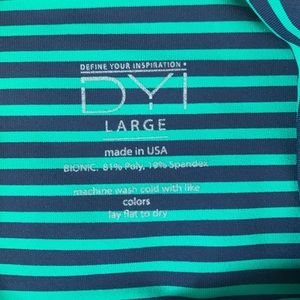 DEFINE YOUR INSPIRATION •
DYI
LARGE
made in USA
BIONIC: 81% Poly, 19% Spandex
machine wash cold with like
colors
lay flat to dry